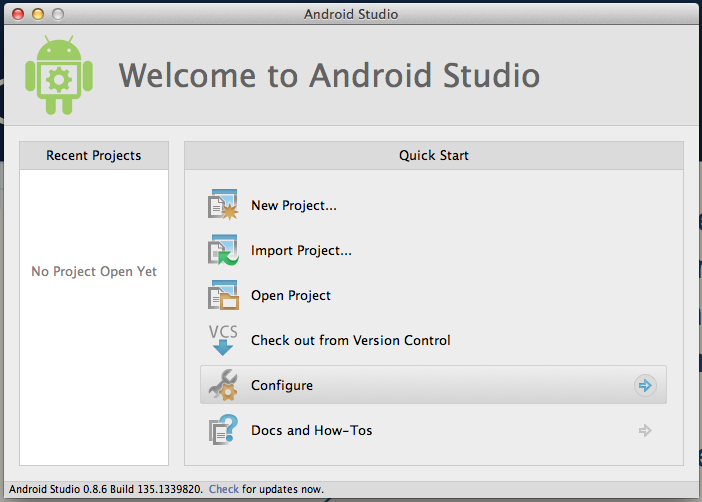 Android Studio
Welcome to Android Studio
Recent Projects
No Project Open Yet
Quick Start
New Project...
Import Project...
Open Project
VCS
Check out from Version Control
Configure
Docs and How-Tos
Android Studio 0.8.6 Build 135.1339820. Check for updates now.